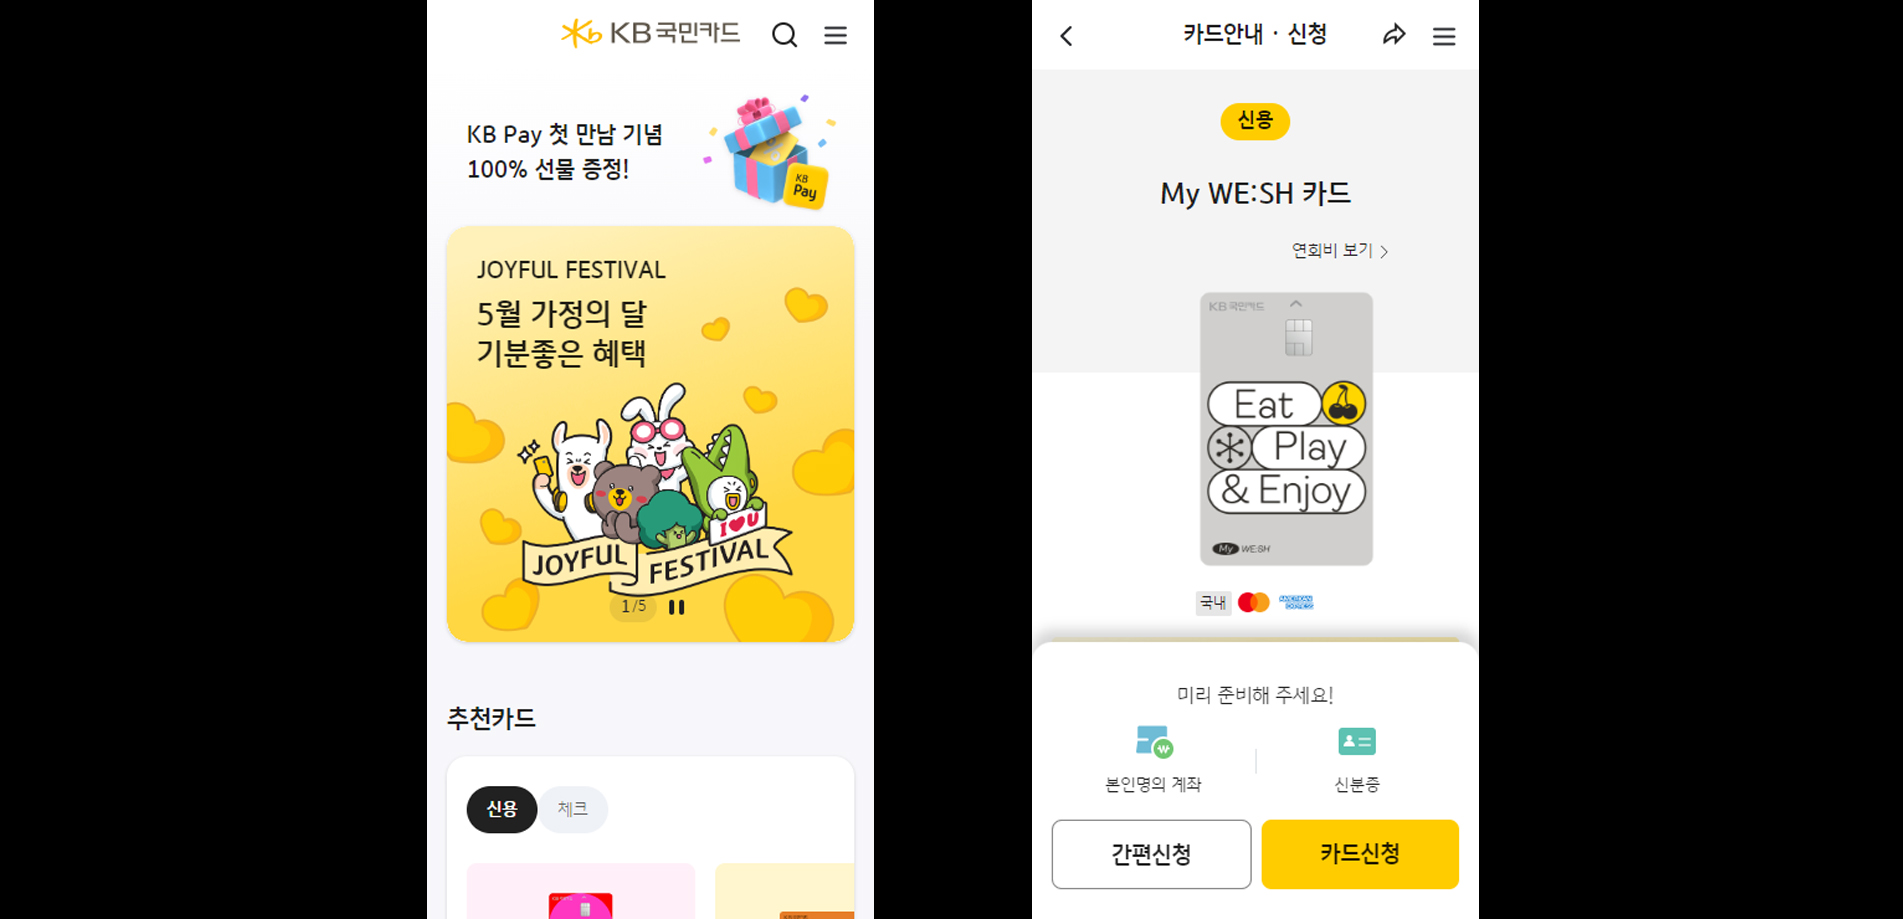 KB 국민카드
KB Pay 첫 만남 기념
100% 선물 증정!
KB
Pay
JOYFUL FESTIVAL
5월 가정의 달
기분좋은 혜택
I ♥ U
JOYFUL FESTIVAL
1/5
추천카드
신용
체크
카드안내 · 신청
신용
My WE:SH 카드
연회비 보기
KB 국민카드
Eat
Play
& Enjoy
My WE:SH
국내
AMERICAN
EXPRESS
미리 준비해 주세요!
본인명의 계좌
신분증
간편신청
카드신청